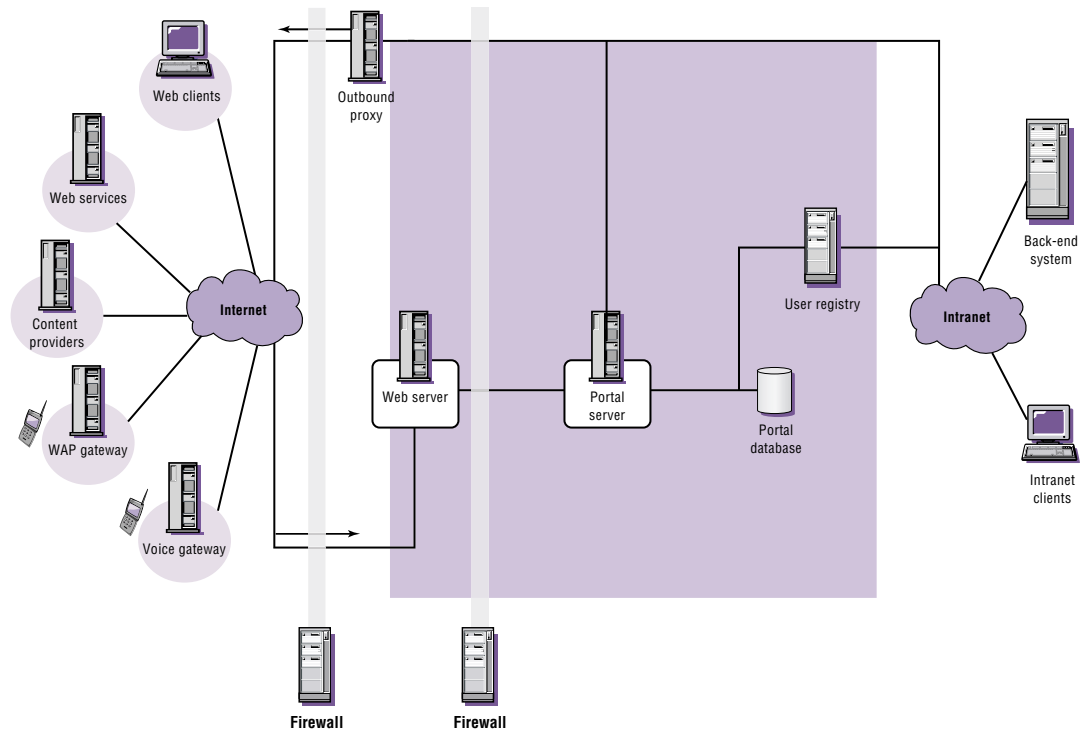 Web clients
Outbound
proxy
Web services
Back-end
system
User registry
Internet
Intranet
Content
providers
Web server
Portal
server
Portal
database
WAP gateway
Intranet
clients
Voice gateway
Firewall
Firewall